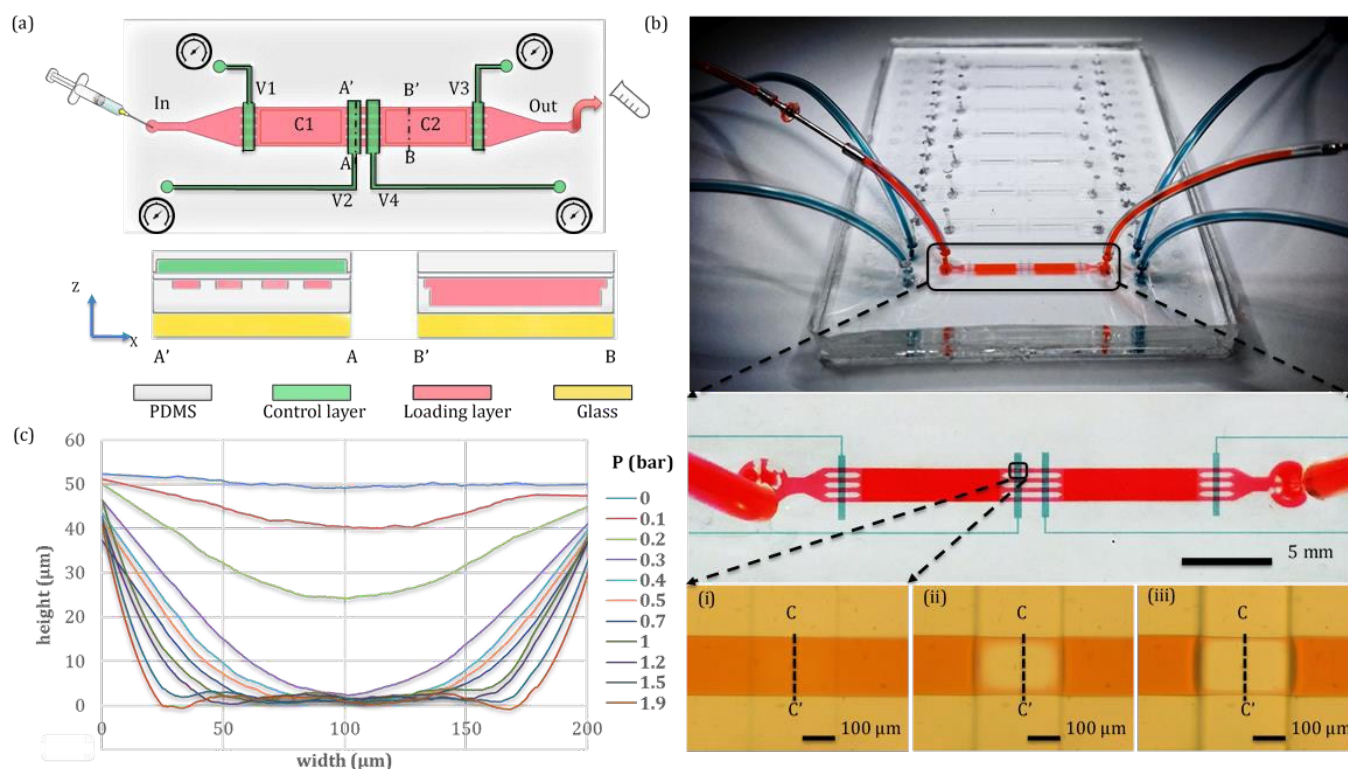 (a)
V1
A'
B'
V3
In
C1
C2
Out
A
B
V2
V4
Z
X
A'
A
B'
B
PDMS
Control layer
Loading layer
Glass
(c)
60
50
40
30
20
10
0
height (μm)
0
50
100
150
200
width (μm)
P (bar)
0
0.1
0.2
0.3
0.4
0.5
0.7
1
1.2
1.5
1.9
(b)
5 mm
(i)
C
C'
100 μm
(ii)
C
C'
100 μm
(iii)
C
C'
100 μm